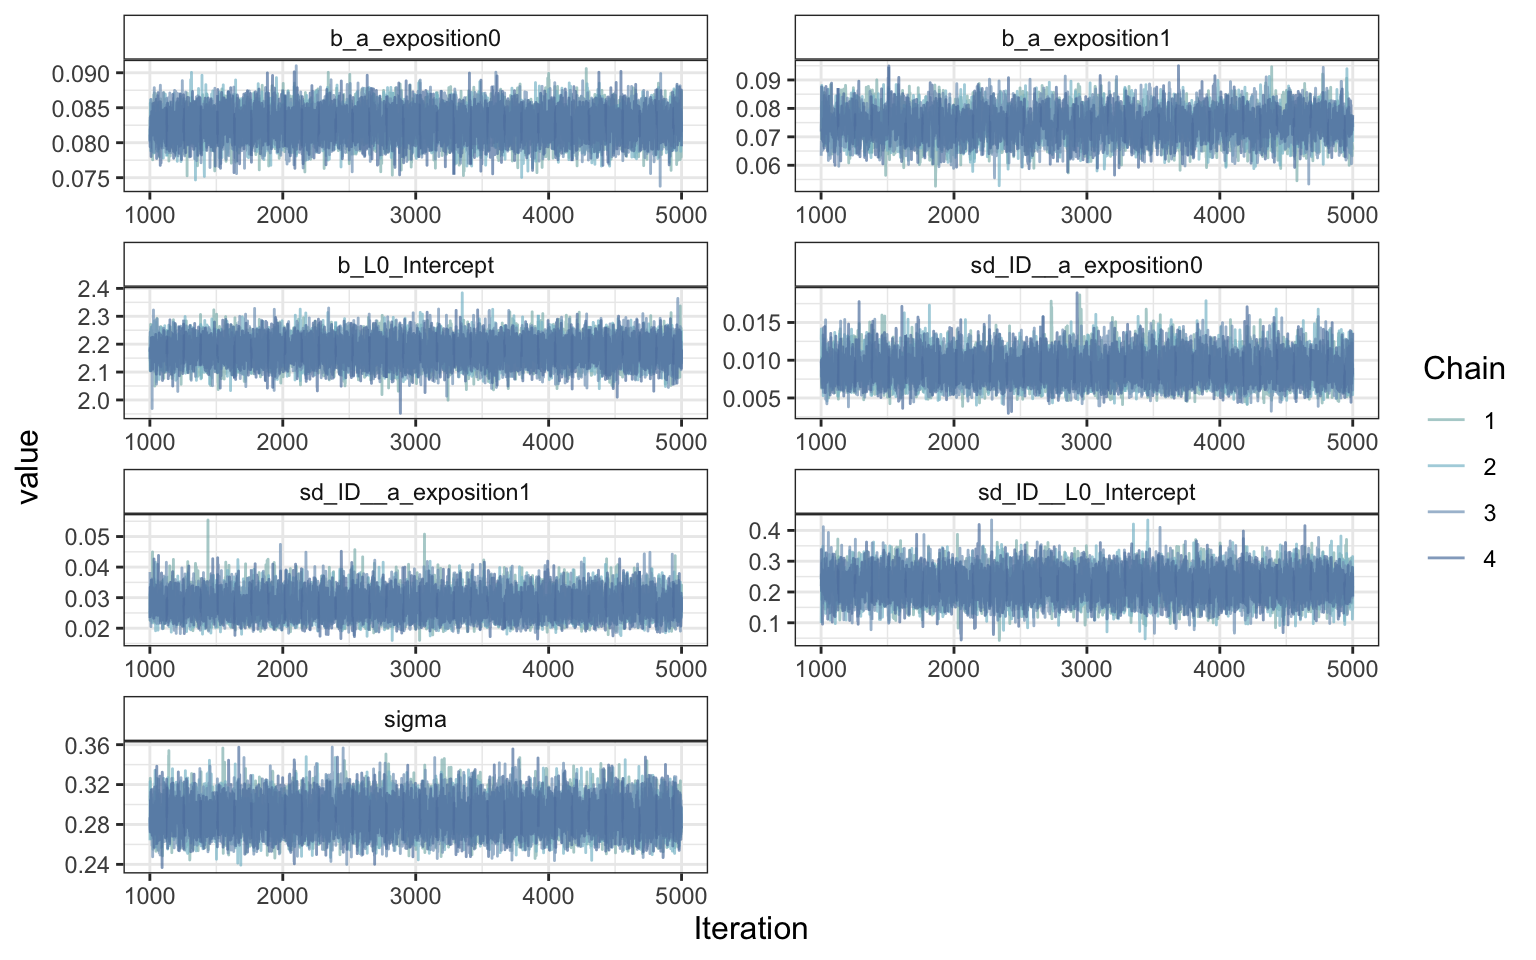 b_a_exposition0
0.090
0.085
0.080
0.075
1000 2000 3000 4000 5000
b_a_exposition1
0.09
0.08
0.07
0.06
1000 2000 3000 4000 5000
b_L0_Intercept
2.4
2.3
2.2
2.1
2.0
1000 2000 3000 4000 5000
sd_ID__a_exposition0
0.015
0.010
0.005
1000 2000 3000 4000 5000
sd_ID__a_exposition1
0.05
0.04
0.03
0.02
1000 2000 3000 4000 5000
sd_ID__L0_Intercept
0.4
0.3
0.2
0.1
1000 2000 3000 4000 5000
sigma
0.36
0.32
0.28
0.24
1000 2000 3000 4000 5000
value
Iteration
Chain
1
2
3
4